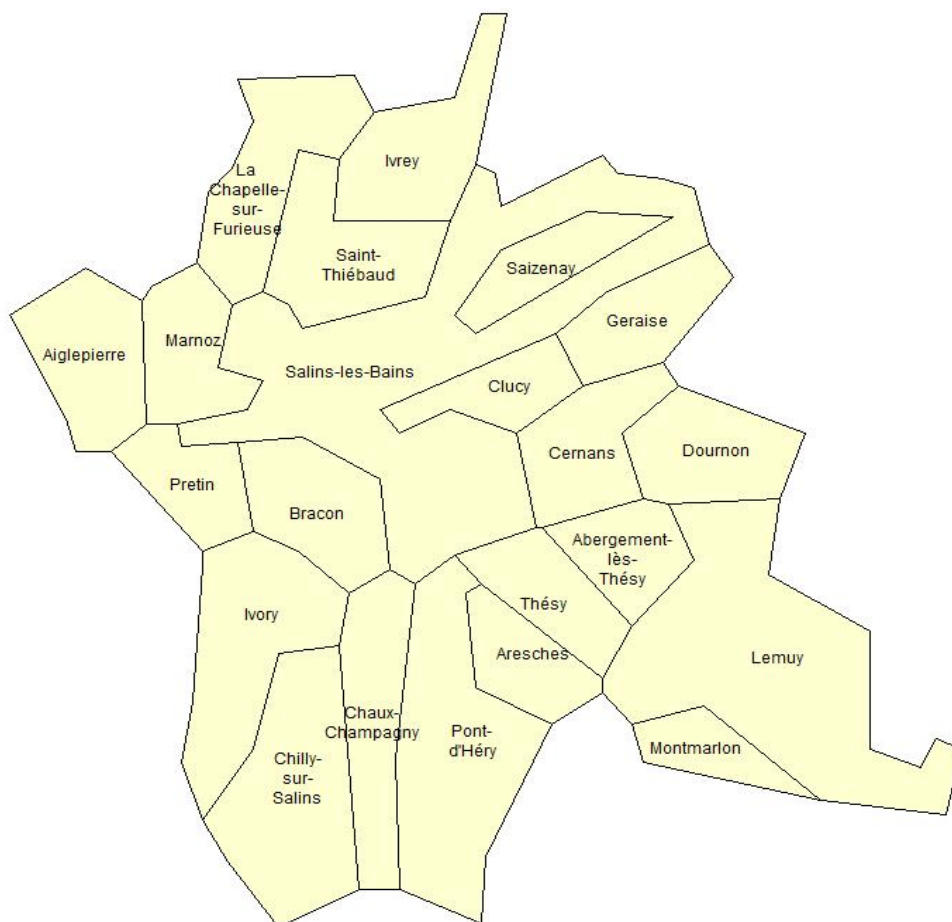 Ivrey
La
Chapelle-
sur-
Furieuse
Saint-
Thiébaud
Saizenay
Geraise
Marnoz
Aiglepierre
Salins-les-Bains
Clucy
Cernans
Dournon
Pretin
Bracon
Abergement-
lès-
Thésy
Thésy
Ivory
Aresches
Lemuy
Chaux-
Champagny
Pont-
d'Héry
Montmarlon
Chilly-
sur-
Salins